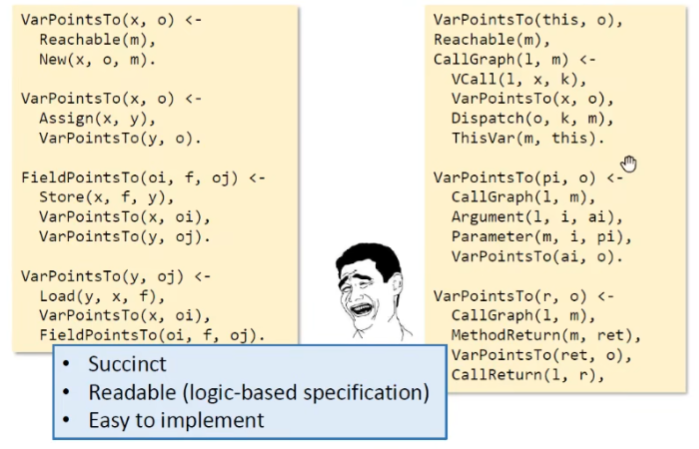 VarPointsTo(x, o) <-
Reachable(m),
New(x, o, m).
VarPointsTo(x, o) <-
Assign(x, y),
VarPointsTo(y, o).
FieldPointsTo(oi, f, oj) <-
Store(x, f, y),
VarPointsTo(x, oi),
VarPointsTo(y, oj).
VarPointsTo(y, oj) <-
Load(y, x, f),
VarPointsTo(x, oi),
FieldPointsTo(oi, f, oj).
VarPointsTo(this, o),
Reachable(m),
CallGraph(l, m) <-
VCall(l, x, k),
VarPointsTo(x, o),
Dispatch(o, k, m),
ThisVar(m, this).
VarPointsTo(pi, o) <-
CallGraph(l, m),
Argument(l, i, ai),
Parameter(m, i, pi),
VarPointsTo(ai, o).
VarPointsTo(r, o) <-
CallGraph(l, m),
MethodReturn(m, ret),
VarPointsTo(ret, o),
CallReturn(l, r),
• Succinct
• Readable (logic-based specification)
• Easy to implement